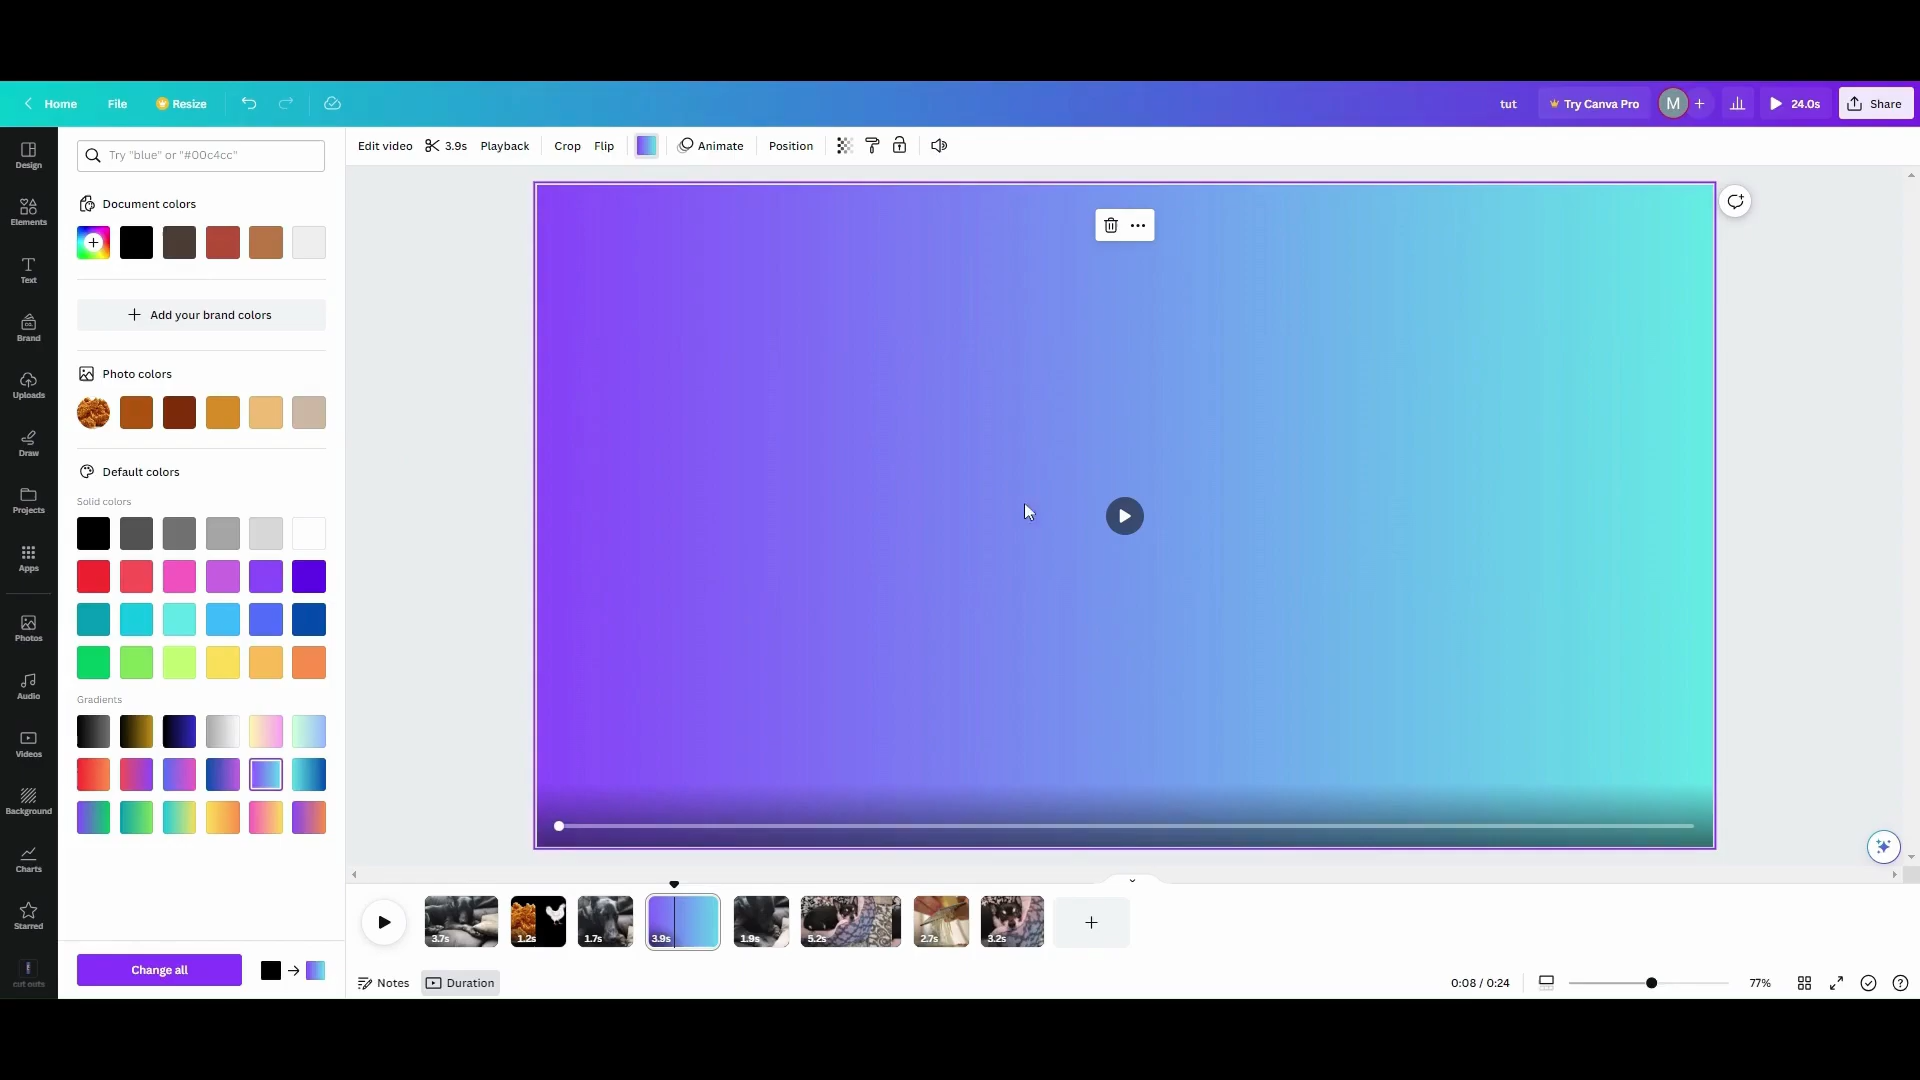 Home File Resize tut Try Canva Pro M 24.0s Share
Edit video 3.9s Playback Crop Flip Animate Position
Try "blue" or "#00c4cc"
Design
Elements
Text
Brand
Uploads
Draw
Projects
Apps
Photos
Audio
Videos
Background
Charts
Starred
cut outs
Document colors
Add your brand colors
Photo colors
Default colors
Solid colors
Gradients
Change all
3.7s 1.2s 1.7s 3.9s 1.9s 5.2s 2.7s 3.2s
Notes Duration 0:08 / 0:24 77%